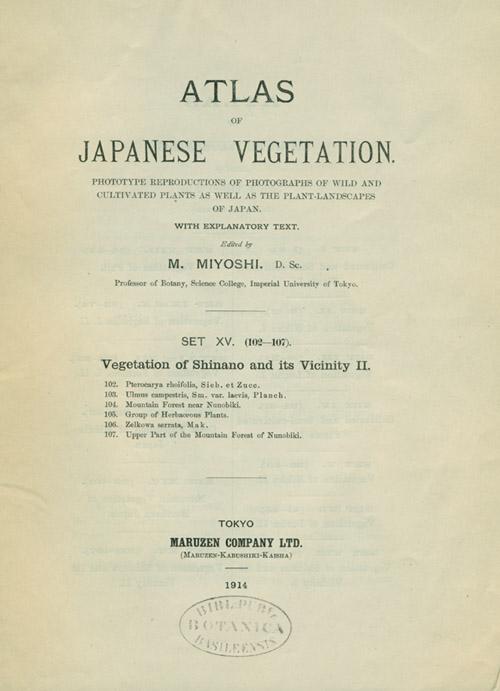 ATLAS
OF
JAPANESE VEGETATION.
PHOTOTYPE REPRODUCTIONS OF PHOTOGRAPHS OF WILD AND
CULTIVATED PLANTS AS WELL AS THE PLANT-LANDSCAPES
OF JAPAN.
WITH EXPLANATORY TEXT.
Edited by
M. MIYOSHI. D. Sc.
Professor of Botany, Science College, Imperial University of Tokyo.
SET XV. (102—107).
Vegetation of Shinano and its Vicinity II.
102. Pterocarya rhoifolia, Sieb. et Zucc.
103. Ulmus campestris, Sm. var. laevis, Planch.
104. Mountain Forest near Nunobiki.
105. Group of Herbaceous Plants.
106. Zelkowa serrata, Mak.
107. Upper Part of the Mountain Forest of Nunobiki.
TOKYO
MARUZEN COMPANY LTD.
(MARUZEN-KABUSHIKI-KAISHA)
1914
BIBL. PUBL.
BOTANICA
BASILEENSIS